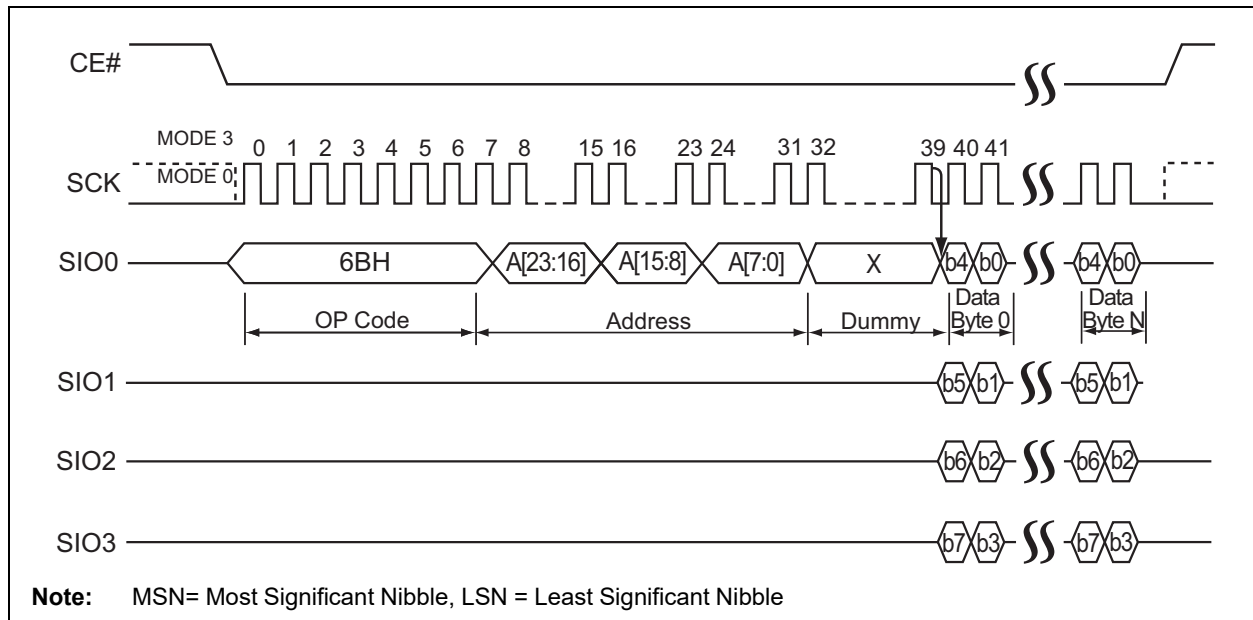 CE#
MODE 3
0 1 2 3 4 5 6 7 8 15 16 23 24 31 32 39 40 41
SCK MODE 0
SIO0 6BH A[23:16] A[15:8] A[7:0] X b4 b0 b4 b0
OP Code Address Dummy Data Byte 0 Data Byte N
SIO1 b5 b1 b5 b1
SIO2 b6 b2 b6 b2
SIO3 b7 b3 b7 b3
Note: MSN= Most Significant Nibble, LSN = Least Significant Nibble